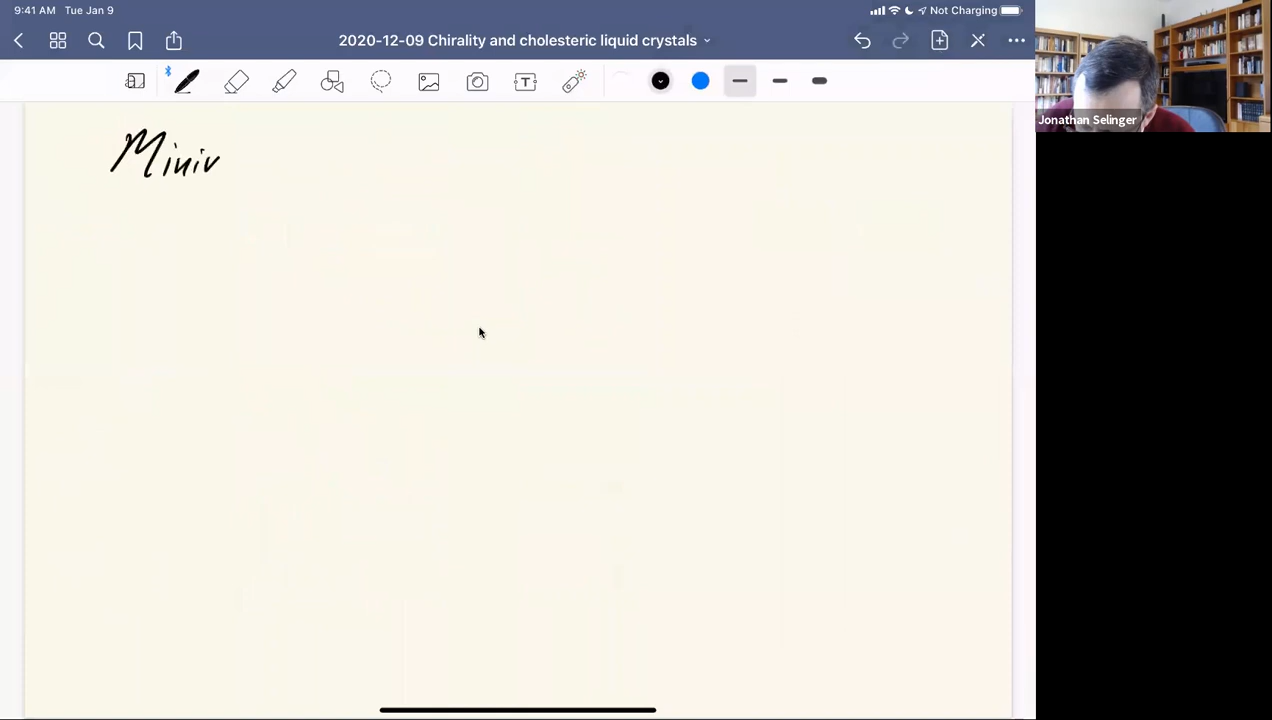 9:41 AM Tue Jan 9
Not Charging
2020-12-09 Chirality and cholesteric liquid crystals
T
Jonathan Selinger
Miniv